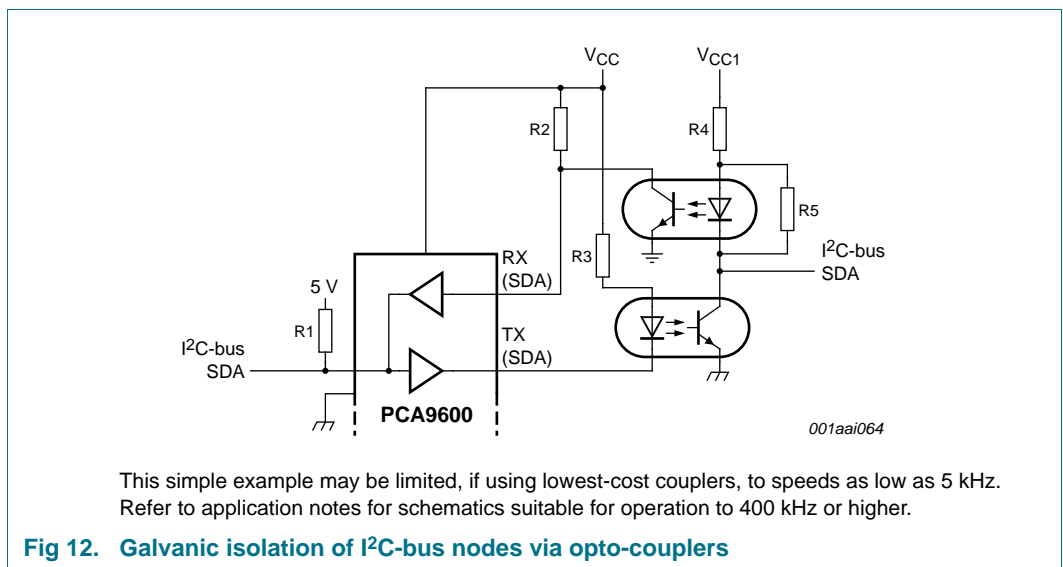 VCC
VCC1
R2
R4
R5
R3
I2C-bus
SDA
RX
(SDA)
5 V
R1
TX
(SDA)
I2C-bus
SDA
PCA9600
001aai064
This simple example may be limited, if using lowest-cost couplers, to speeds as low as 5 kHz.
Refer to application notes for schematics suitable for operation to 400 kHz or higher.
Fig 12. Galvanic isolation of I2C-bus nodes via opto-couplers